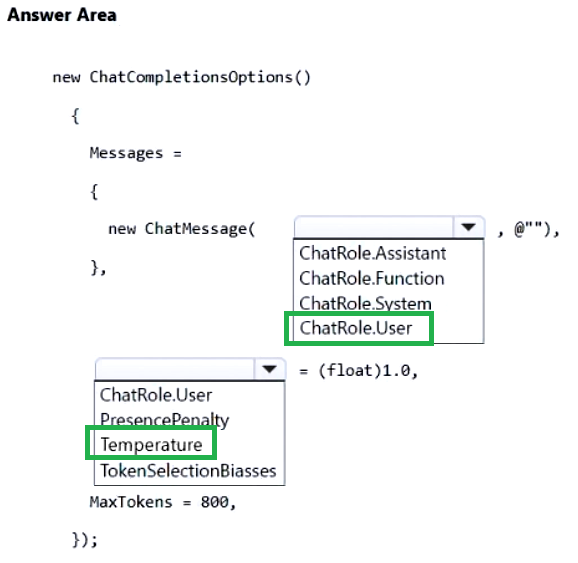 Answer Area
new ChatCompletionsOptions()
{
Messages =
{
new ChatMessage( , @""),
ChatRole.Assistant
},
ChatRole.Function
ChatRole.System
ChatRole.User
= (float)1.0,
ChatRole.User
PresencePenalty
Temperature
TokenSelectionBiasses
MaxTokens = 800,
});